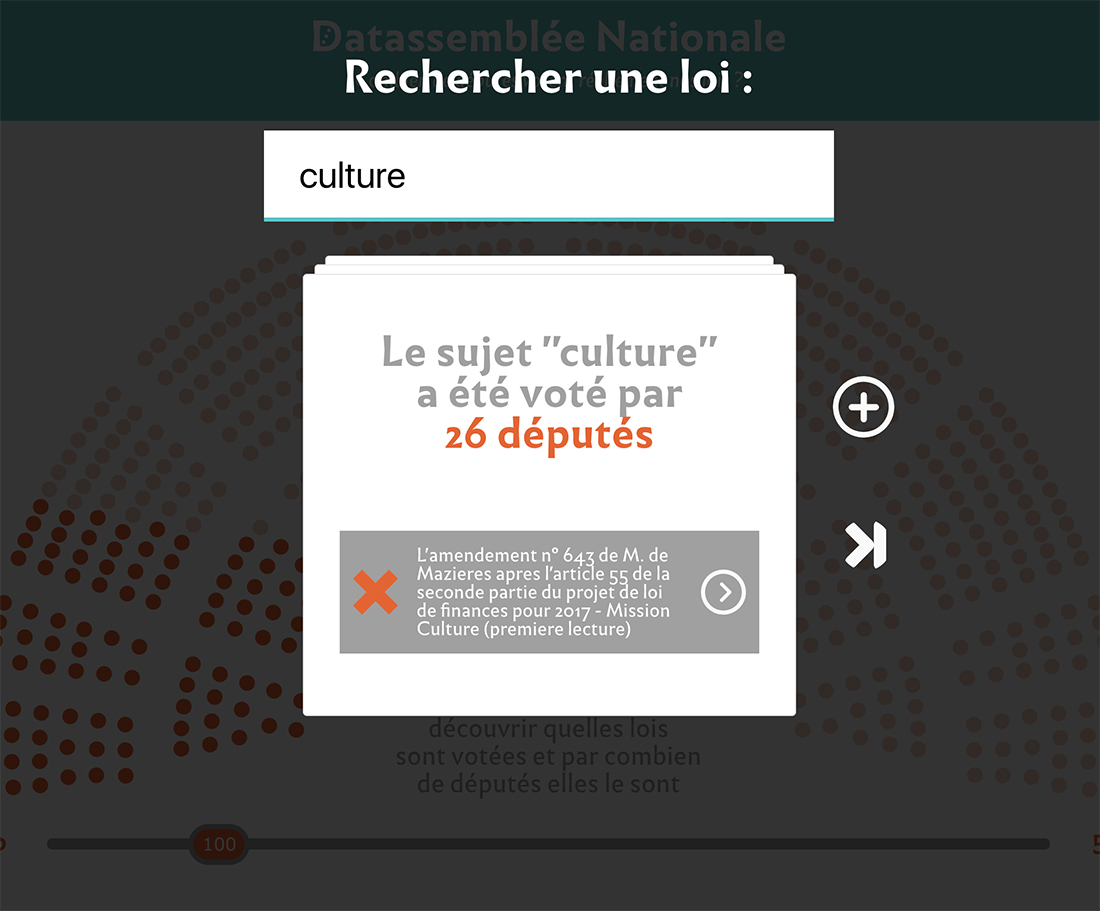 Datassemblée Nationale
Rechercher une loi :
culture
Le sujet "culture"
a été voté par
26 députés
L'amendement n° 643 de M. de
Mazieres apres l'article 55 de la
seconde partie du projet de loi
de finances pour 2017 - Mission
Culture (premiere lecture)
découvrir quelles lois
sont votées et par combien
de députés elles le sont
100